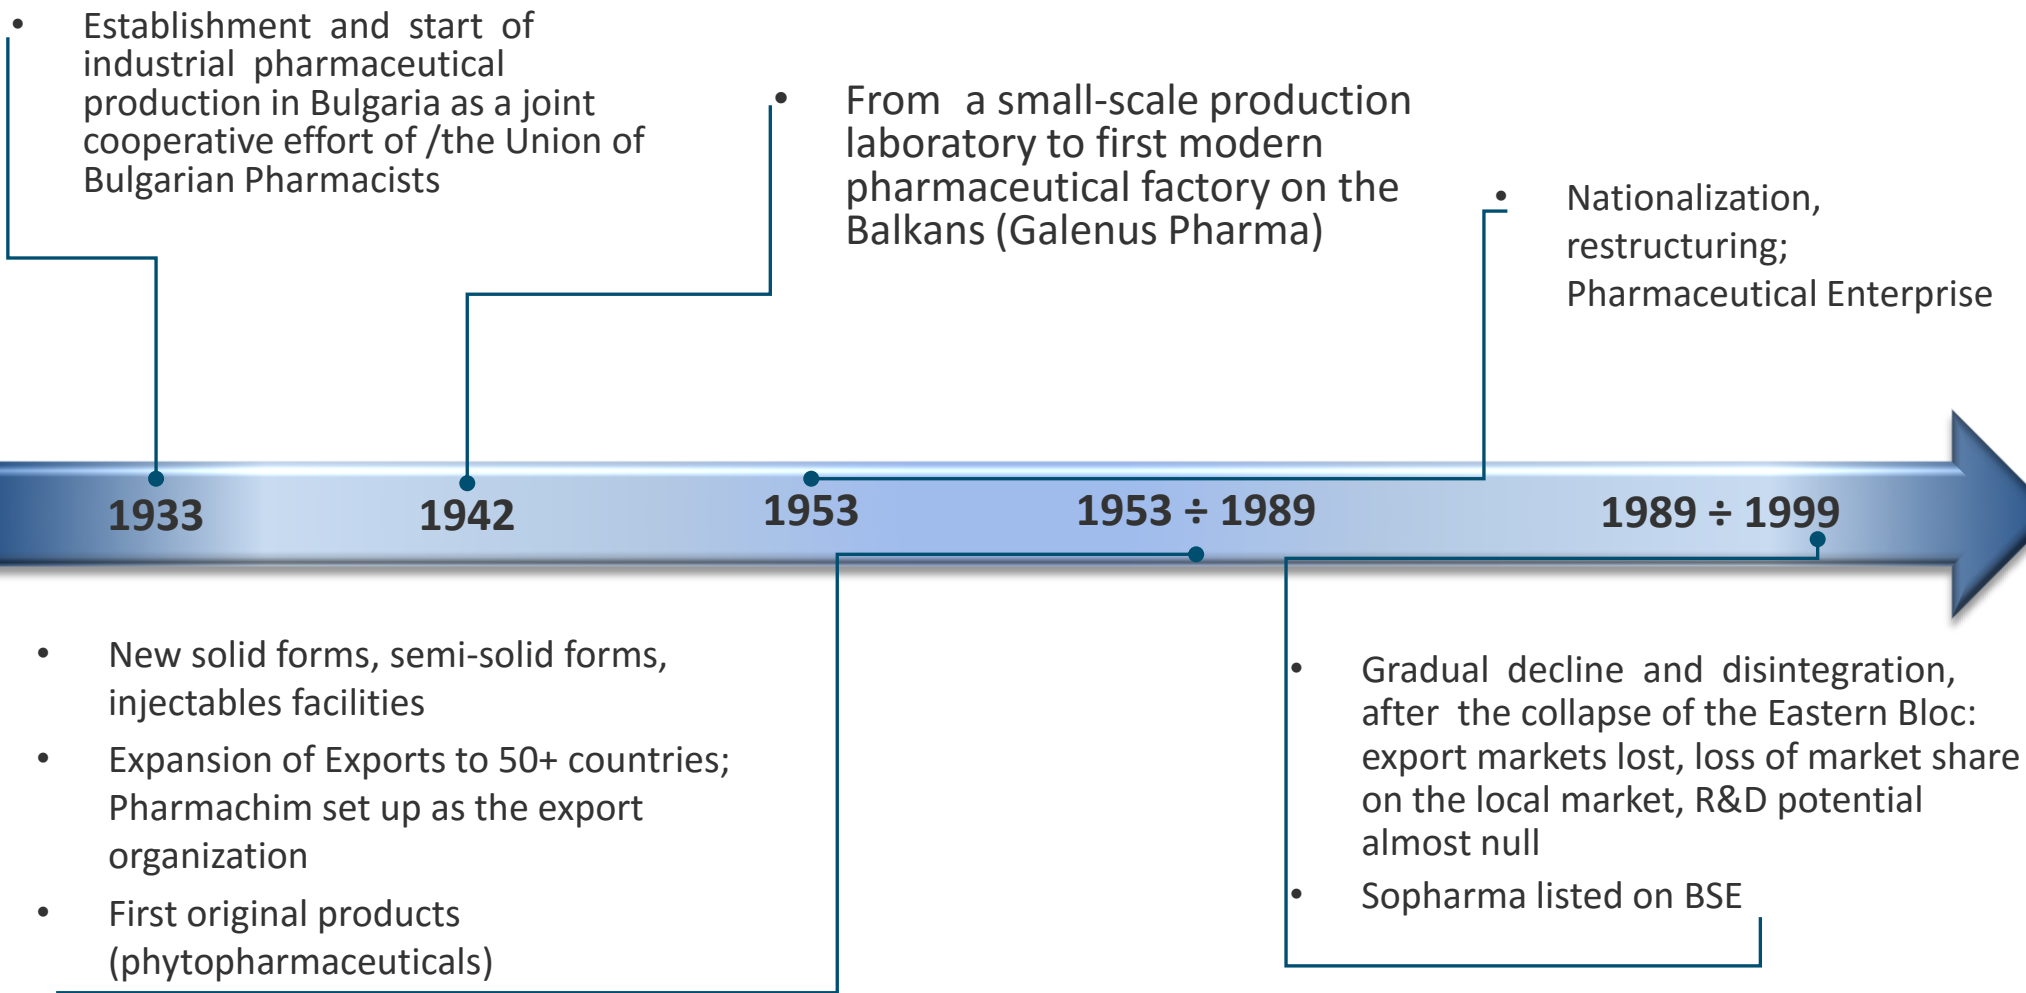 • Establishment and start of
industrial pharmaceutical
production in Bulgaria as a joint
cooperative effort of /the Union of
Bulgarian Pharmacists
• From a small-scale production
laboratory to first modern
pharmaceutical factory on the
Balkans (Galenus Pharma)
• Nationalization,
restructuring;
Pharmaceutical Enterprise
1933
1942
1953
1953 ÷ 1989
1989 ÷ 1999
• New solid forms, semi-solid forms,
injectables facilities
• Expansion of Exports to 50+ countries;
Pharmachim set up as the export
organization
• First original products
(phytopharmaceuticals)
• Gradual decline and disintegration,
after the collapse of the Eastern Bloc:
export markets lost, loss of market share
on the local market, R&D potential
almost null
• Sopharma listed on BSE